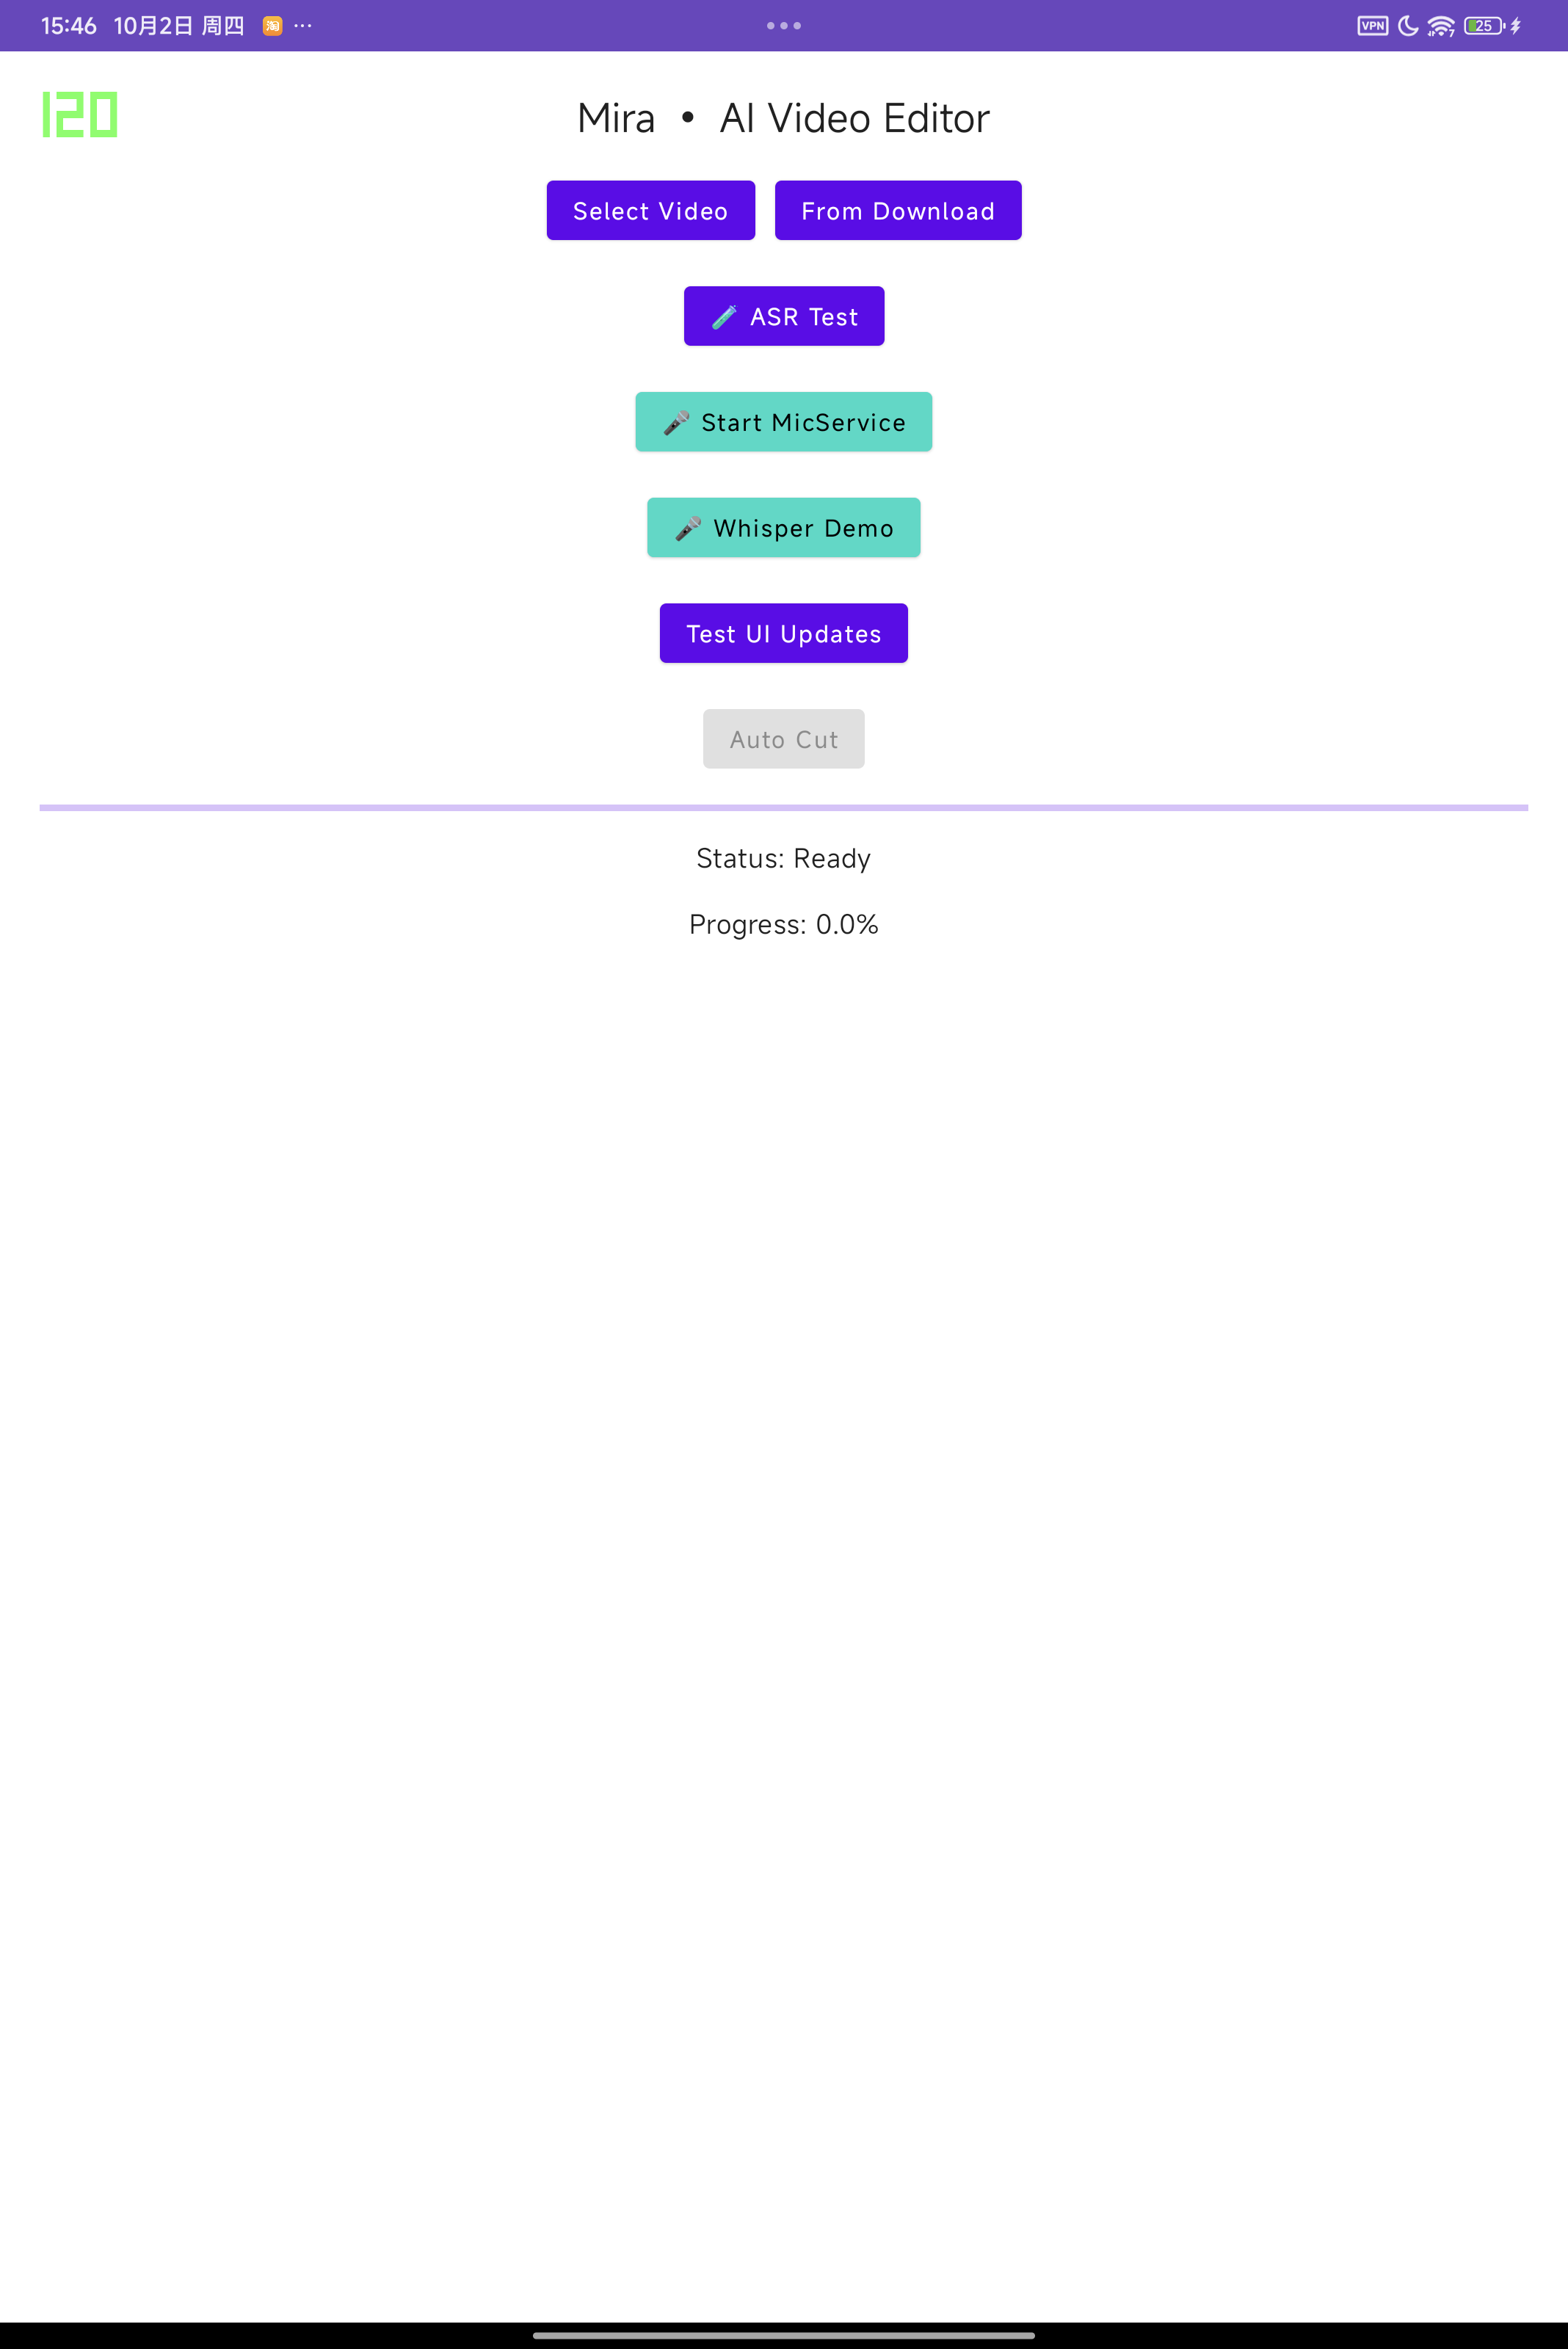 15:46 10月2日 周四 淘 ... VPN 7 25
120
Mira • AI Video Editor
Select Video From Download
ASR Test
Start MicService
Whisper Demo
Test UI Updates
Auto Cut
Status: Ready
Progress: 0.0%